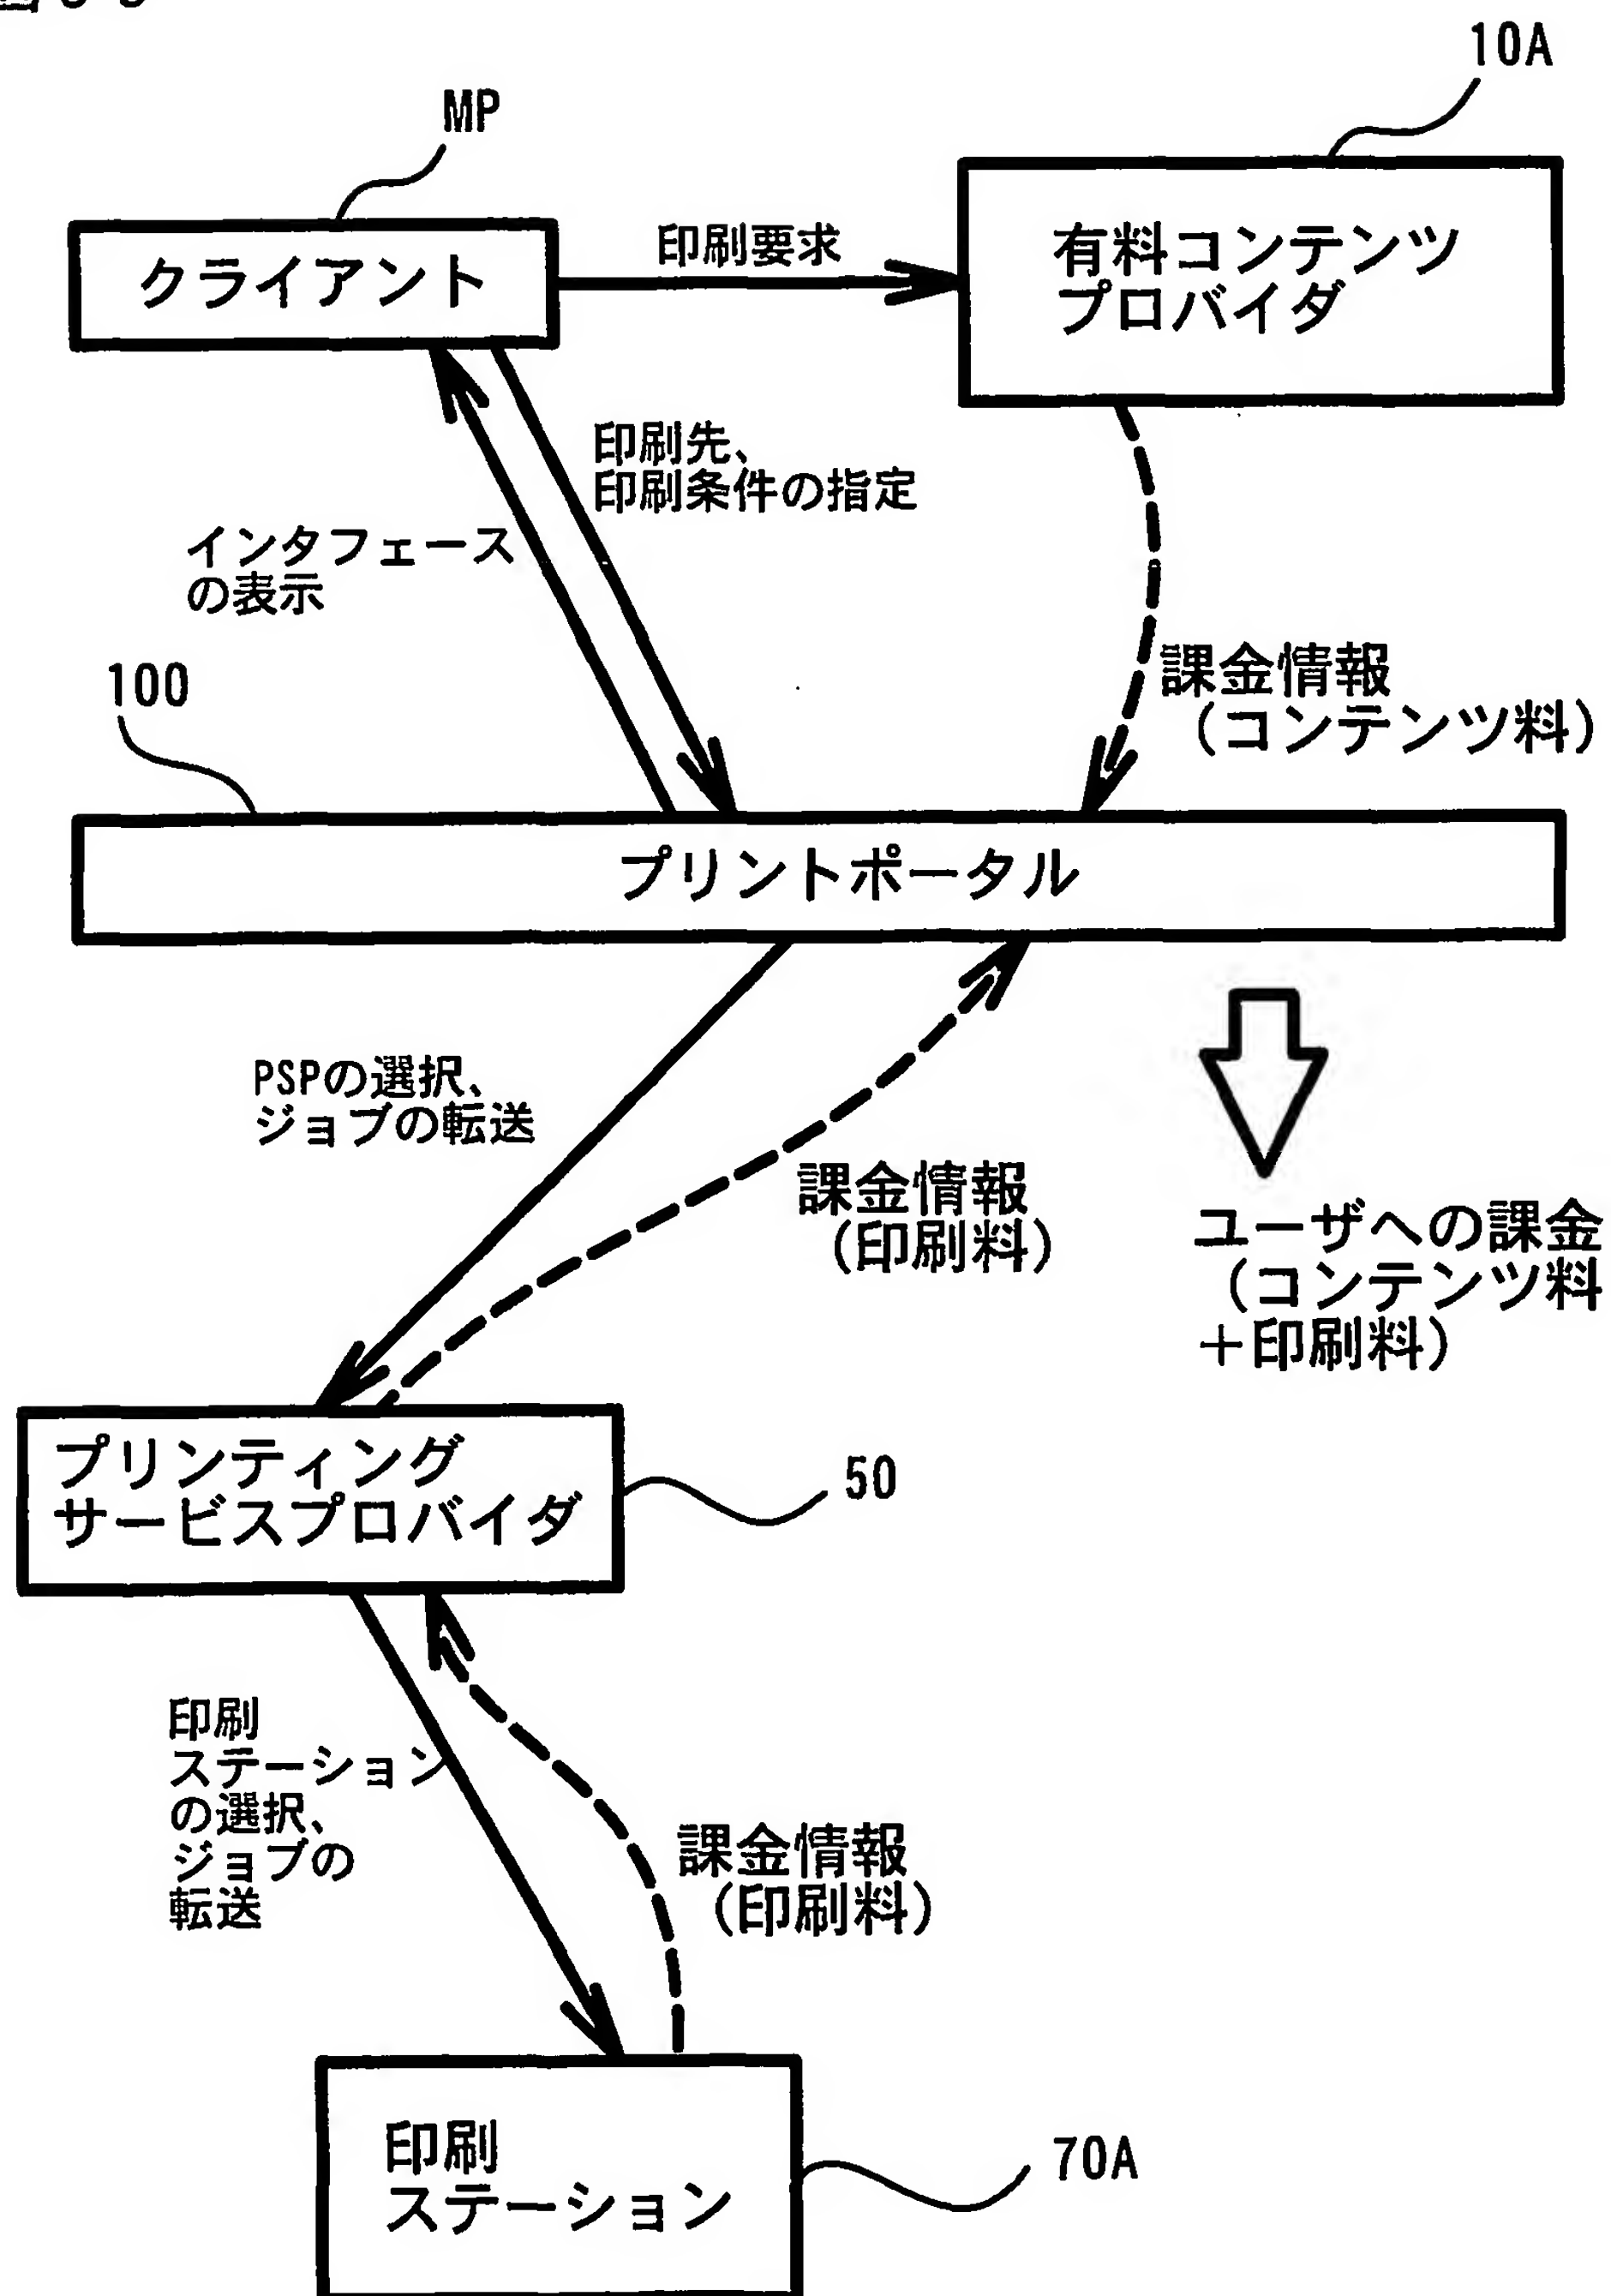 10A
MP
クライアント
印刷要求
有料コンテンツ
プロバイダ
印刷先、
印刷条件の指定
インタフェース
の表示
課金情報
(コンテンツ料)
100
プリントポータル
PSPの選択、
ジョブの転送
課金情報
(印刷料)
ユーザへの課金
(コンテンツ料
+印刷料)
プリンティング
サービスプロバイダ
50
印刷
ステーション
の選択、
ジョブの
転送
課金情報
(印刷料)
印刷
ステーション
70A